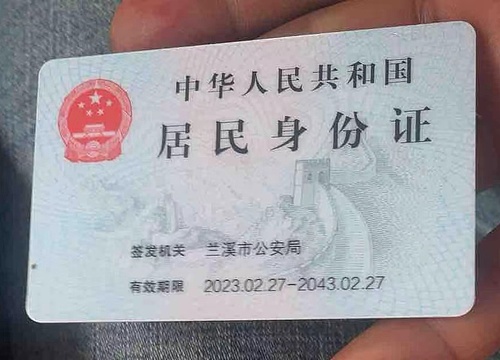 中华人民共和国
居民身份证
签发机关 兰溪市公安局
有效期限 2023.02.27-2043.02.27